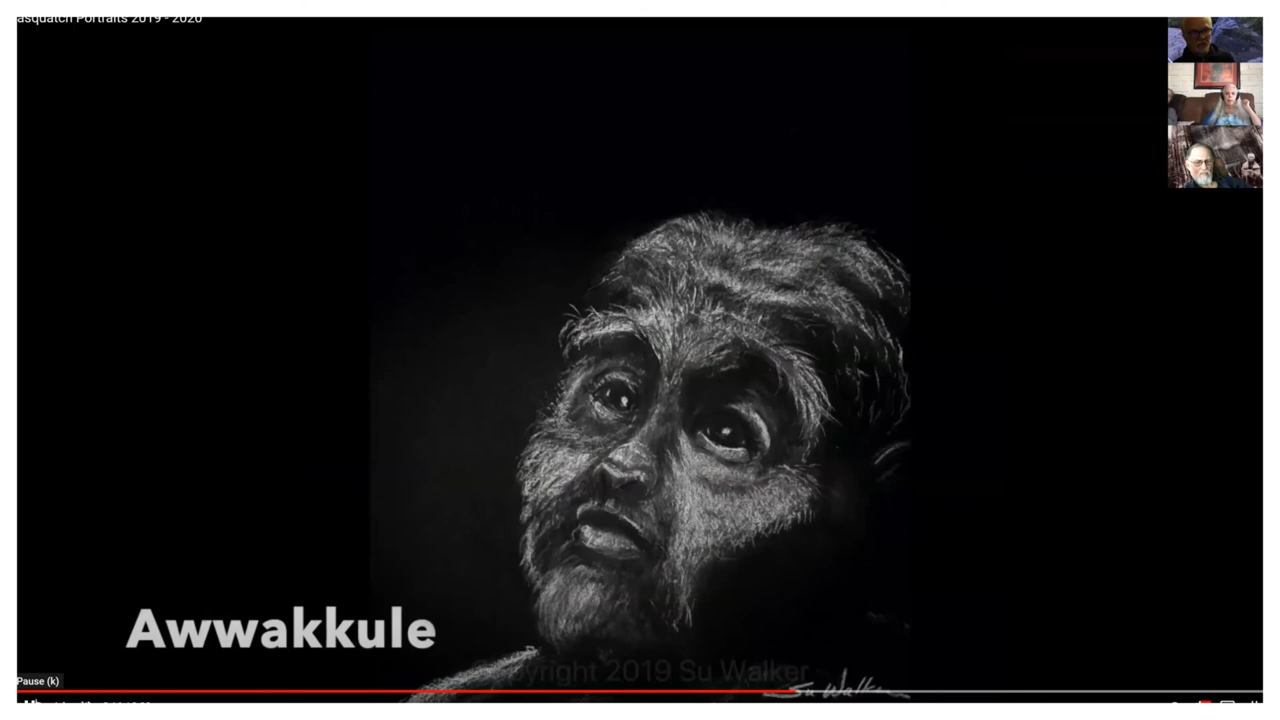 asquatch Portraits 2019 - 2020
Awwakkule
Copyright 2019 Su Walker
Su Walker
Pause (k)